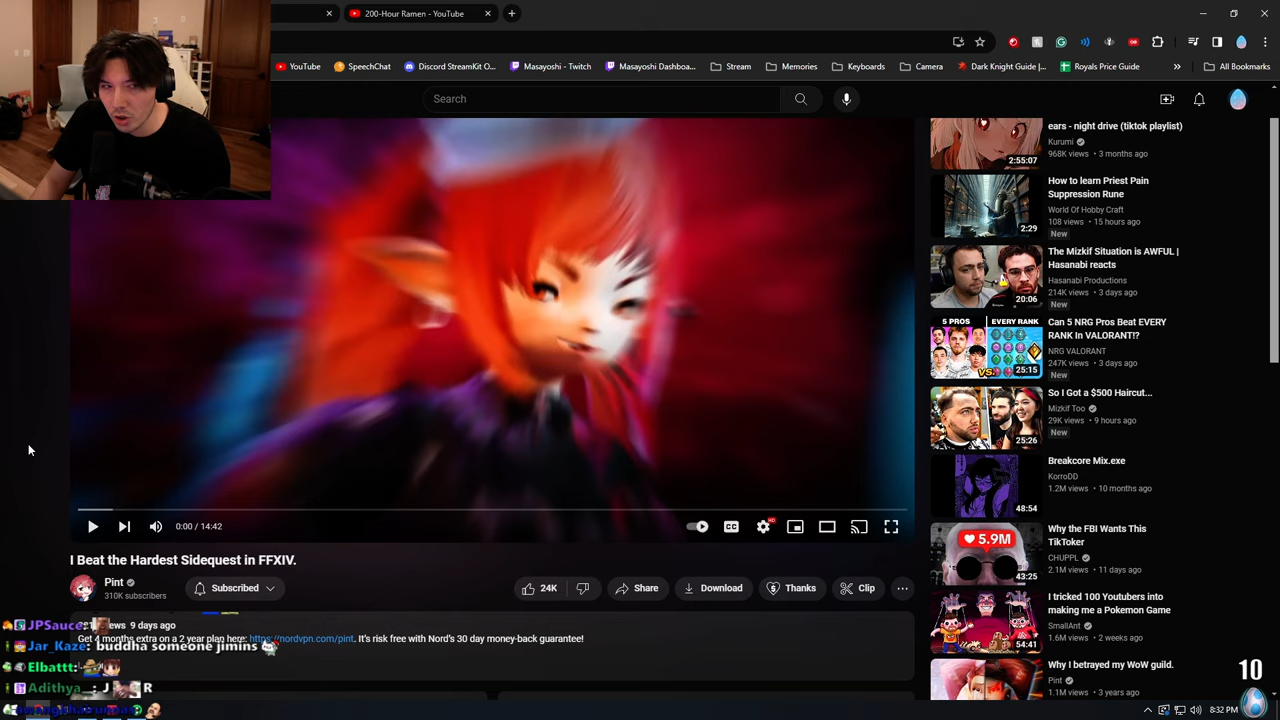 200-Hour Ramen - YouTube
YouTube
SpeechChat
Discord StreamKit O...
Masayoshi - Twitch
Masayoshi Dashboa...
Stream
Memories
Keyboards
Camera
Dark Knight Guide |...
Royals Price Guide
All Bookmarks
Search
ears - night drive (tiktok playlist)
Kurumi
968K views • 3 months ago
2:55:07
How to learn Priest Pain
Suppression Rune
World Of Hobby Craft
108 views • 15 hours ago
New
2:29
The Mizkif Situation is AWFUL |
Hasanabi reacts
Hasanabi Productions
214K views • 3 days ago
New
20:06
5 PROS
EVERY RANK
VS.
25:15
Can 5 NRG Pros Beat EVERY
RANK In VALORANT!?
NRG VALORANT
247K views • 3 days ago
New
So I Got a $500 Haircut...
Mizkif Too
29K views • 9 hours ago
New
25:26
Breakcore Mix.exe
KorroDD
1.2M views • 10 months ago
48:54
5.9M
43:25
Why the FBI Wants This
TikToker
CHUPPL
2.1M views • 11 days ago
I tricked 100 Youtubers into
making me a Pokemon Game
SmallAnt
1.6M views • 2 weeks ago
54:41
Why I betrayed my WoW guild.
Pint
1.1M views • 3 years ago
0:00 / 14:42
CC
HD
I Beat the Hardest Sidequest in FFXIV.
Pint
310K subscribers
Subscribed
24K
Share
Download
Thanks
Clip
views 9 days ago
Get 4 months extra on a 2 year plan here: https://nordvpn.com/pint. It's risk free with Nord's 30 day money-back guarantee!
JPSauce:
Jar_Kaze: buddha someone jimins
Elbattt:
Adithya__: J R
10
8:32 PM